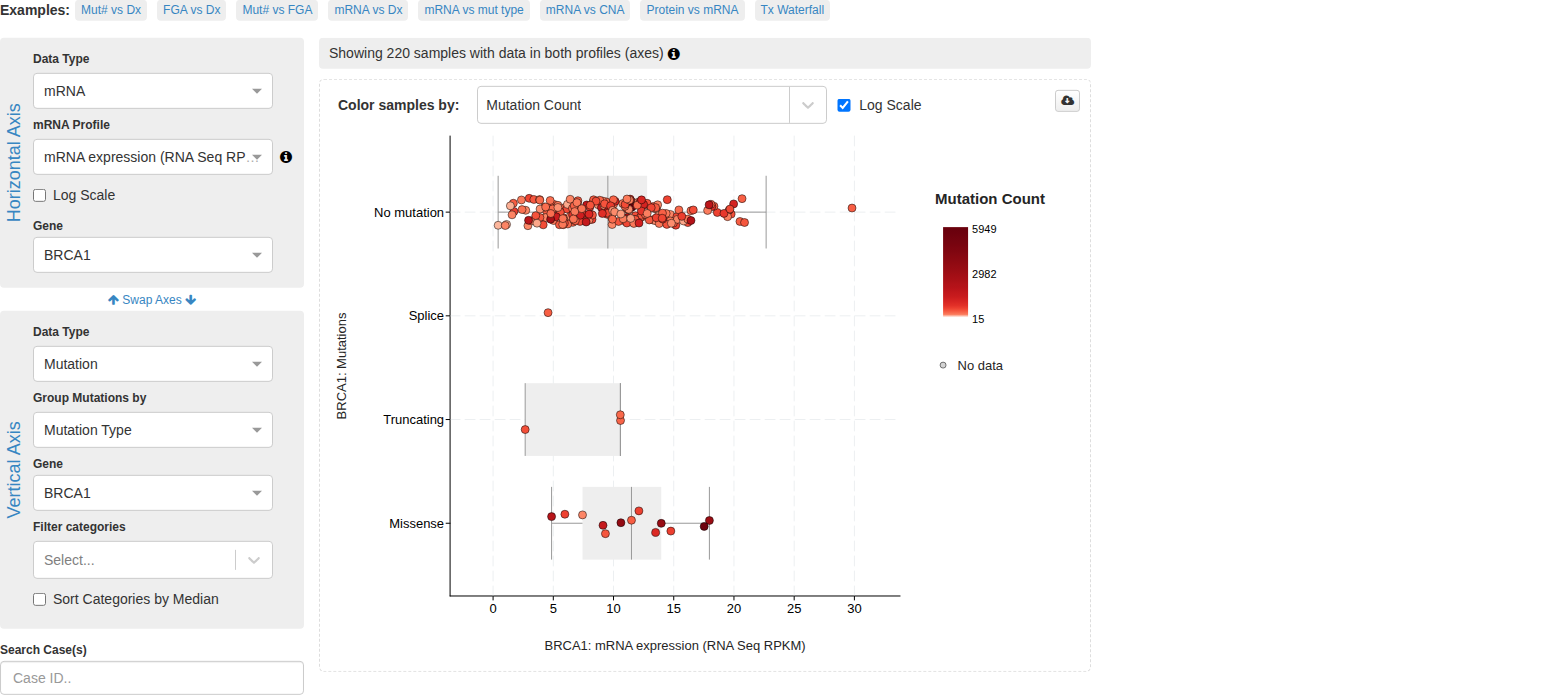 Examples: Mut# vs Dx FGA vs Dx Mut# vs FGA mRNA vs Dx mRNA vs mut type mRNA vs CNA Protein vs mRNA Tx Waterfall
Horizontal Axis
Data Type
mRNA
mRNA Profile
mRNA expression (RNA Seq RP...
Log Scale
Gene
BRCA1
Swap Axes
Vertical Axis
Data Type
Mutation
Group Mutations by
Mutation Type
Gene
BRCA1
Filter categories
Select...
Sort Categories by Median
Search Case(s)
Case ID..
Showing 220 samples with data in both profiles (axes)
Color samples by: Mutation Count Log Scale
BRCA1: Mutations
No mutation
Splice
Truncating
Missense
0 5 10 15 20 25 30
BRCA1: mRNA expression (RNA Seq RPKM)
Mutation Count
5949
2982
15
No data